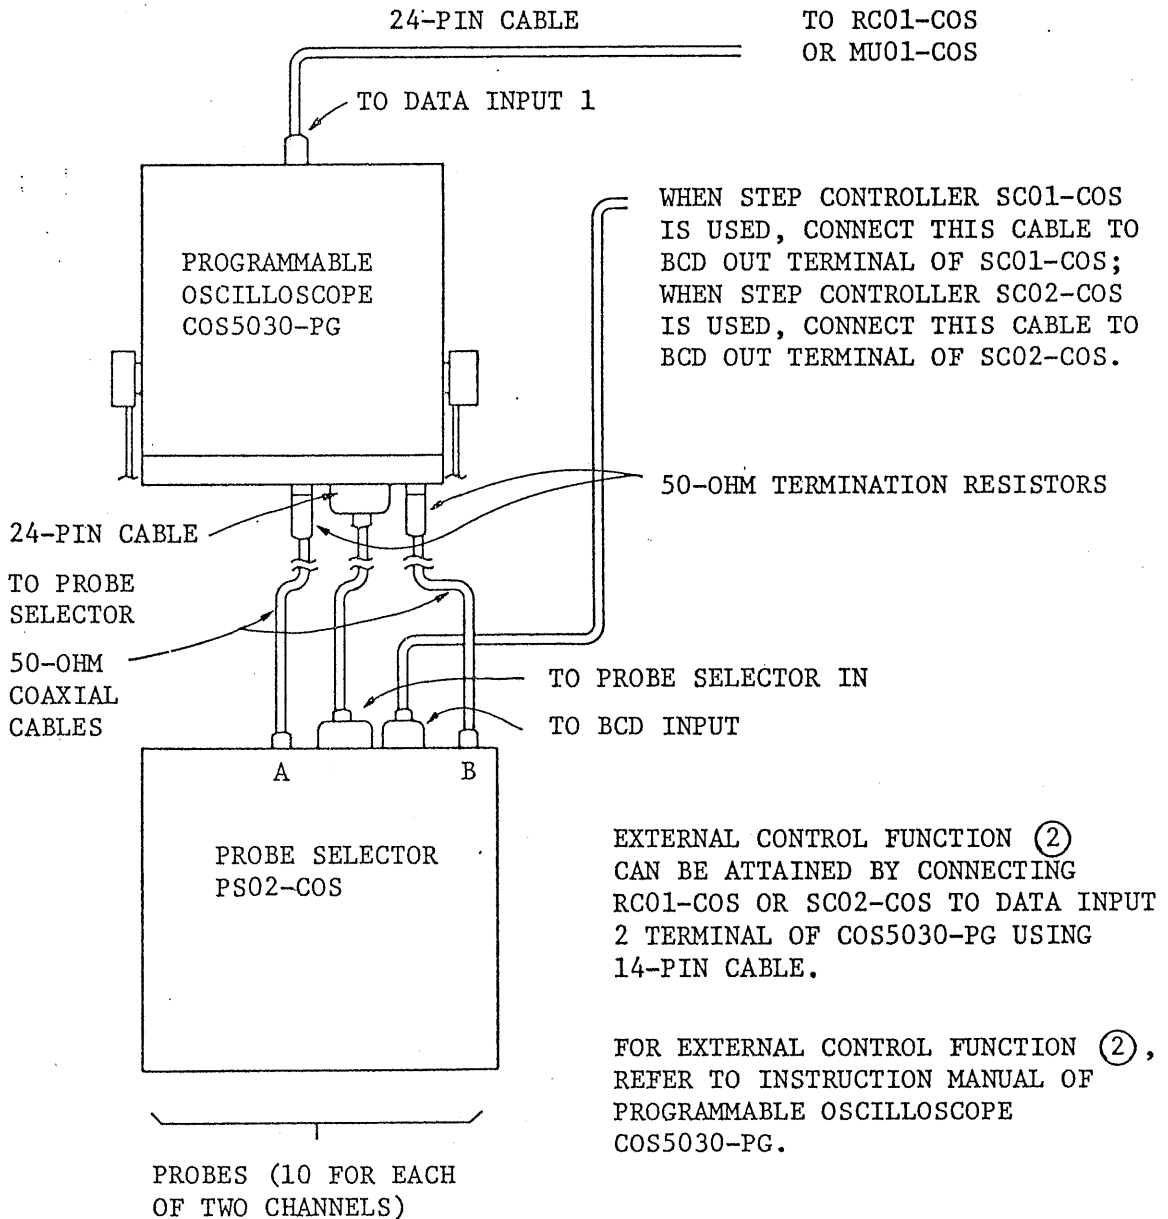 24-PIN CABLE
TO RC01-COS
OR MU01-COS
TO DATA INPUT 1
PROGRAMMABLE
OSCILLOSCOPE
COS5030-PG
WHEN STEP CONTROLLER SC01-COS
IS USED, CONNECT THIS CABLE TO
BCD OUT TERMINAL OF SC01-COS;
WHEN STEP CONTROLLER SC02-COS
IS USED, CONNECT THIS CABLE TO
BCD OUT TERMINAL OF SC02-COS.
50-OHM TERMINATION RESISTORS
24-PIN CABLE
TO PROBE
SELECTOR
50-OHM
COAXIAL
CABLES
TO PROBE SELECTOR IN
TO BCD INPUT
A
B
PROBE SELECTOR
PS02-COS
EXTERNAL CONTROL FUNCTION ②
CAN BE ATTAINED BY CONNECTING
RC01-COS OR SC02-COS TO DATA INPUT
2 TERMINAL OF COS5030-PG USING
14-PIN CABLE.
FOR EXTERNAL CONTROL FUNCTION ②,
REFER TO INSTRUCTION MANUAL OF
PROGRAMMABLE OSCILLOSCOPE
COS5030-PG.
PROBES (10 FOR EACH
OF TWO CHANNELS)